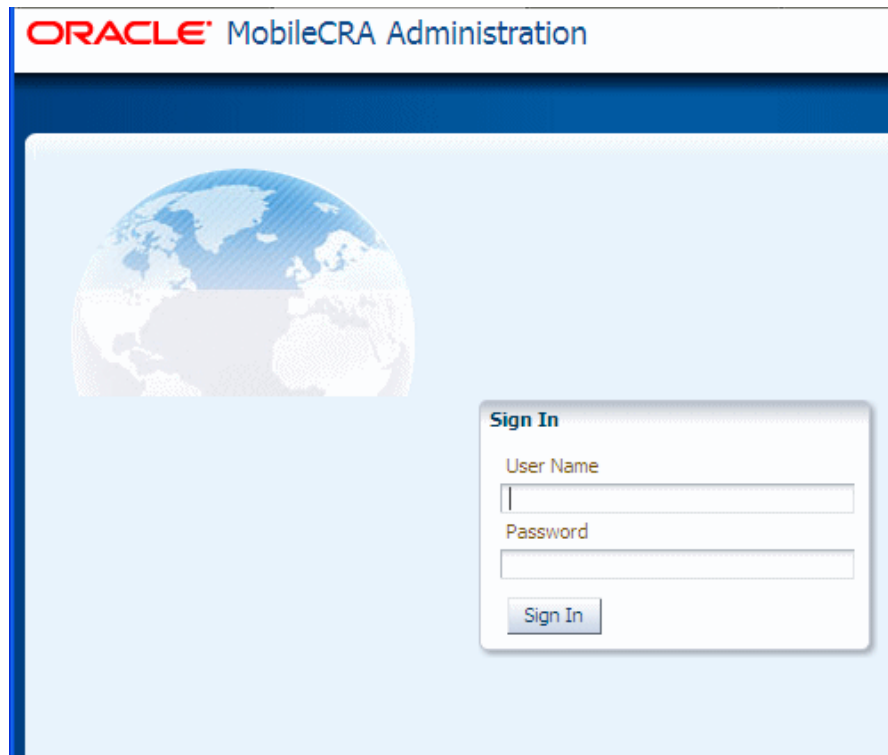 ORACLE® MobileCRA Administration
Sign In
User Name
Password
Sign In